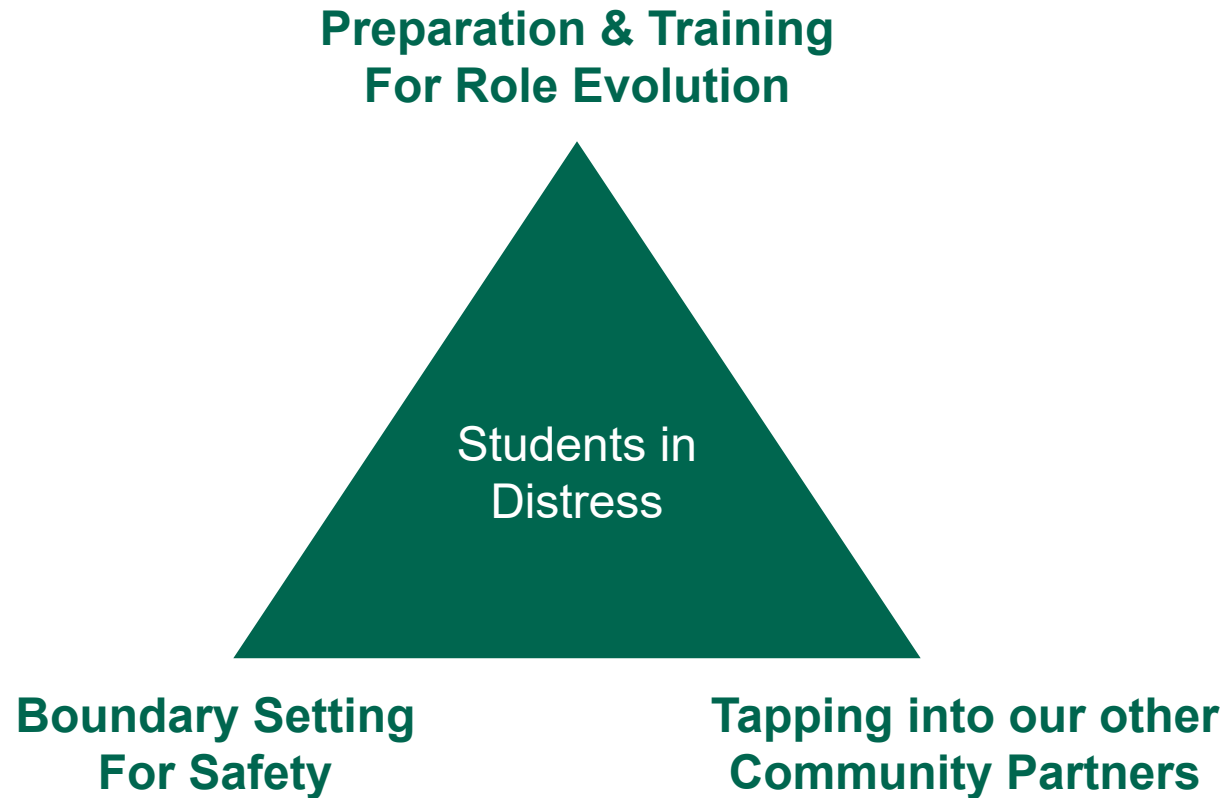 Preparation & Training
For Role Evolution
Students in
Distress
Boundary Setting
For Safety
Tapping into our other
Community Partners